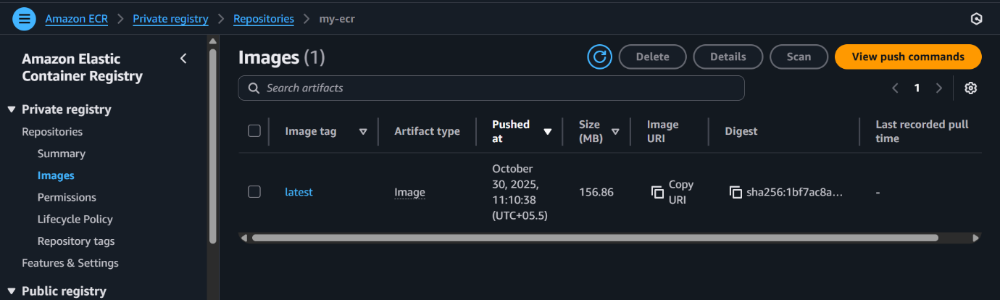 Amazon ECR > Private registry > Repositories > my-ecr
Amazon Elastic
Container Registry
Private registry
Repositories
Summary
Images
Permissions
Lifecycle Policy
Repository tags
Features & Settings
Public registry
Images (1)
Delete
Details
Scan
View push commands
Search artifacts
1
Image tag
Artifact type
Pushed
at
Size
(MB)
Image
URI
Digest
Last recorded pull
time
latest
Image
October
30, 2025,
11:10:38
(UTC+05.5)
156.86
Copy
URI
sha256:1bf7ac8a...
-